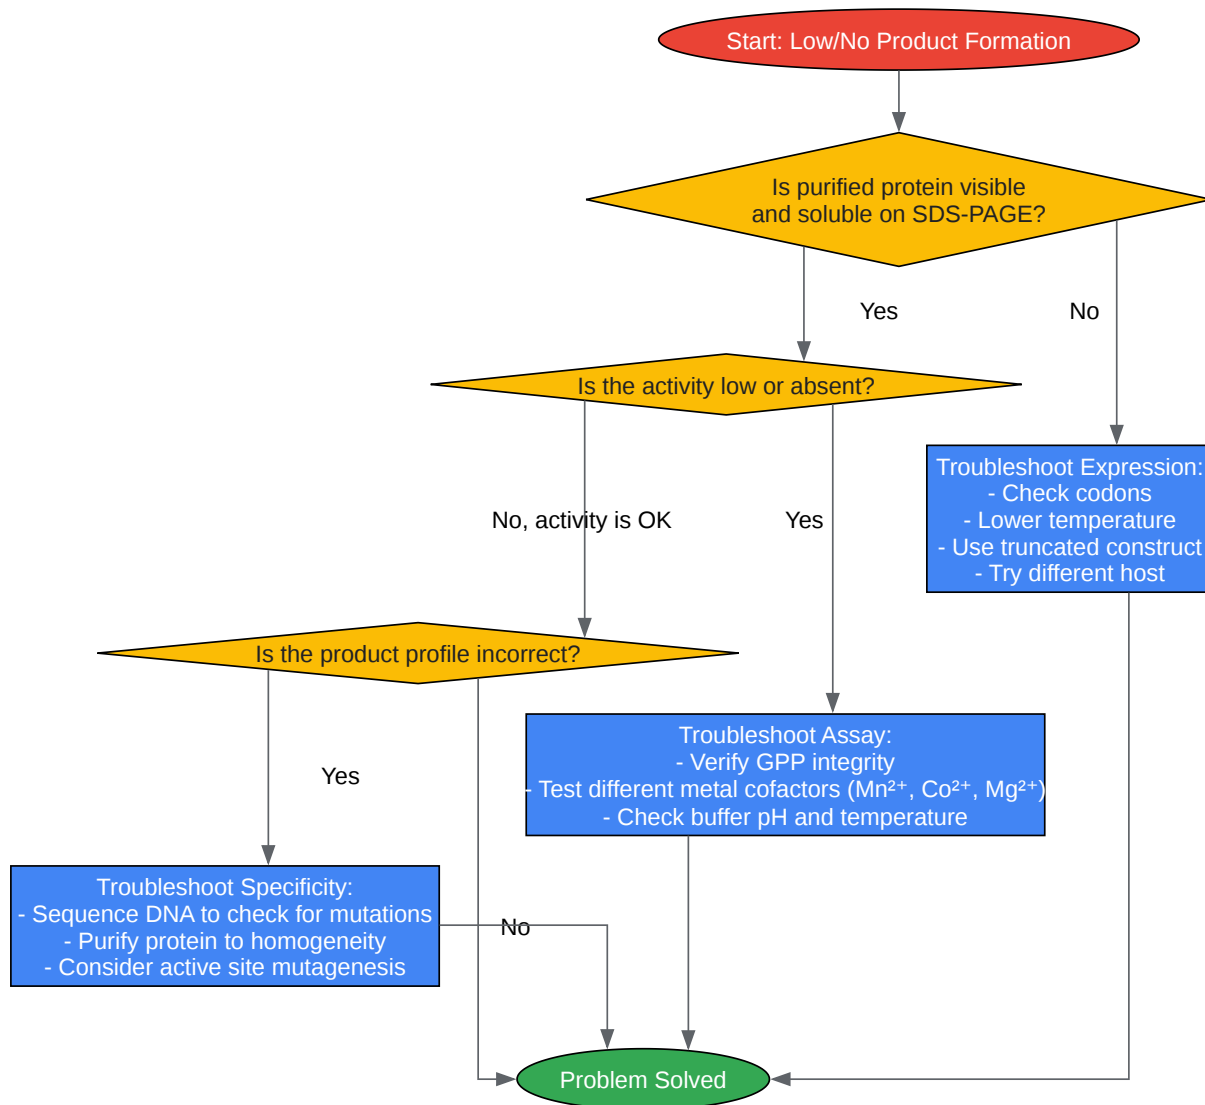 Start: Low/No Product Formation
Is purified protein visible
and soluble on SDS-PAGE?
Yes
No
Is the activity low or absent?
No, activity is OK
Yes
Troubleshoot Expression:
- Check codons
- Lower temperature
- Use truncated construct
- Try different host
Is the product profile incorrect?
Yes
No
Troubleshoot Assay:
- Verify GPP integrity
- Test different metal cofactors (Mn²⁺, Co²⁺, Mg²⁺)
- Check buffer pH and temperature
Troubleshoot Specificity:
- Sequence DNA to check for mutations
- Purify protein to homogeneity
- Consider active site mutagenesis
Problem Solved